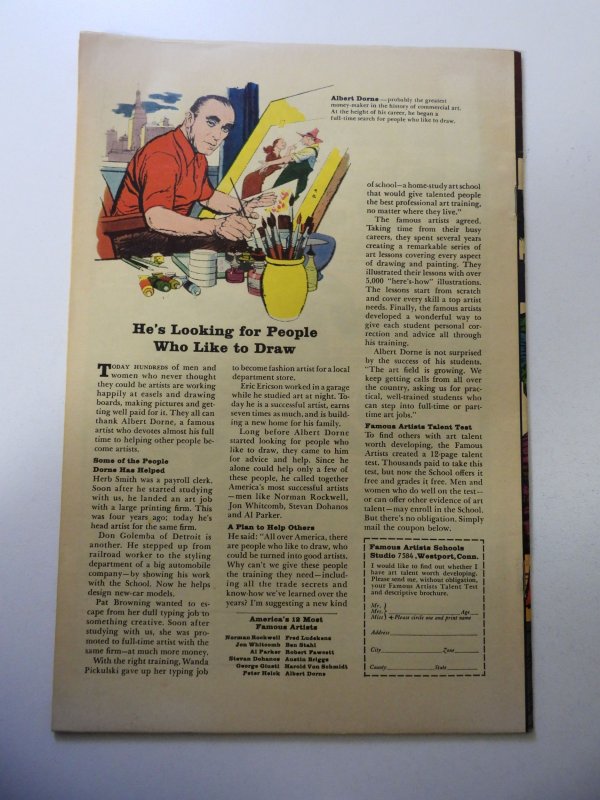 Albert Dorne—probably the greatest
money-maker in the history of commercial art.
At the height of his career, he began a
full-time search for people who like to draw.
He's Looking for People
Who Like to Draw
TODAY HUNDREDS of men and
women who never thought
they could be artists are working
happily at easels and drawing
boards, making pictures and get-
ting well paid for it. They all can
thank Albert Dorne, a famous
artist who devotes almost his full
time to helping other people be-
come artists.
Some of the People
Dorne Has Helped
Herb Smith was a payroll clerk.
Soon after he started studying
with us, he landed an art job
with a large printing firm. This
was four years ago; today he's
head artist for the same firm.
Don Golemba of Detroit is
another. He stepped up from
railroad worker to the styling
department of a big automobile
company—by showing his work
with the School. Now he helps
design new-car models.
Pat Browning wanted to es-
cape from her dull typing job to
something creative. Soon after
studying with us, she was pro-
moted to full-time artist with the
same firm—at much more money.
With the right training, Wanda
Pickulski gave up her typing job
to become fashion artist for a local
department store.
Eric Ericson worked in a garage
while he studied art at night. To-
day he is a successful artist, earns
seven times as much, and is build-
ing a new home for his family.
Long before Albert Dorne
started looking for people who
like to draw, they came to him
for advice and help. Since he
alone could help only a few of
these people, he called together
America's most successful artists
—men like Norman Rockwell,
Jon Whitcomb, Stevan Dohanos
and Al Parker.
A Plan to Help Others
He said: "All over America, there
are people who like to draw, who
could be turned into good artists.
Why can't we give these people
the training they need—includ-
ing all the trade secrets and
know-how we've learned over the
years? I'm suggesting a new kind
America's 12 Most
Famous Artists
Norman Rockwell Fred Ludekens
Jon Whitcomb Ben Stahl
Al Parker Robert Fawcett
Stevan Dohanos Austin Briggs
George Giusti Harold Von Schmidt
Peter Helck Albert Dorne
of school—a home-study art school
that would give talented people
the best professional art training,
no matter where they live."
The famous artists agreed.
Taking time from their busy
careers, they spent several years
creating a remarkable series of
art lessons covering every aspect
of drawing and painting. They
illustrated their lessons with over
5,000 "here's-how" illustrations.
The lessons start from scratch
and cover every skill a top artist
needs. Finally, the famous artists
developed a wonderful way to
give each student personal cor-
rection and advice all through
his training.
Albert Dorne is not surprised
by the success of his students.
"The art field is growing. We
keep getting calls from all over
the country, asking us for prac-
tical, well-trained students who
can step into full-time or part-
time art jobs."
Famous Artists Talent Test
To find others with art talent
worth developing, the Famous
Artists created a 12-page talent
test. Thousands paid to take this
test, but now the School offers it
free and grades it free. Men and
women who do well on the test—
or can offer other evidence of art
talent—may enroll in the School.
But there's no obligation. Simply
mail the coupon below.
Famous Artists Schools
Studio 7584, Westport, Conn.
I would like to find out whether I
have art talent worth developing.
Please send me, without obligation,
your Famous Artists Talent Test
and descriptive brochure.
Mr.
Mrs. Age
Miss Please circle one and print name
Address
City Zone
County State